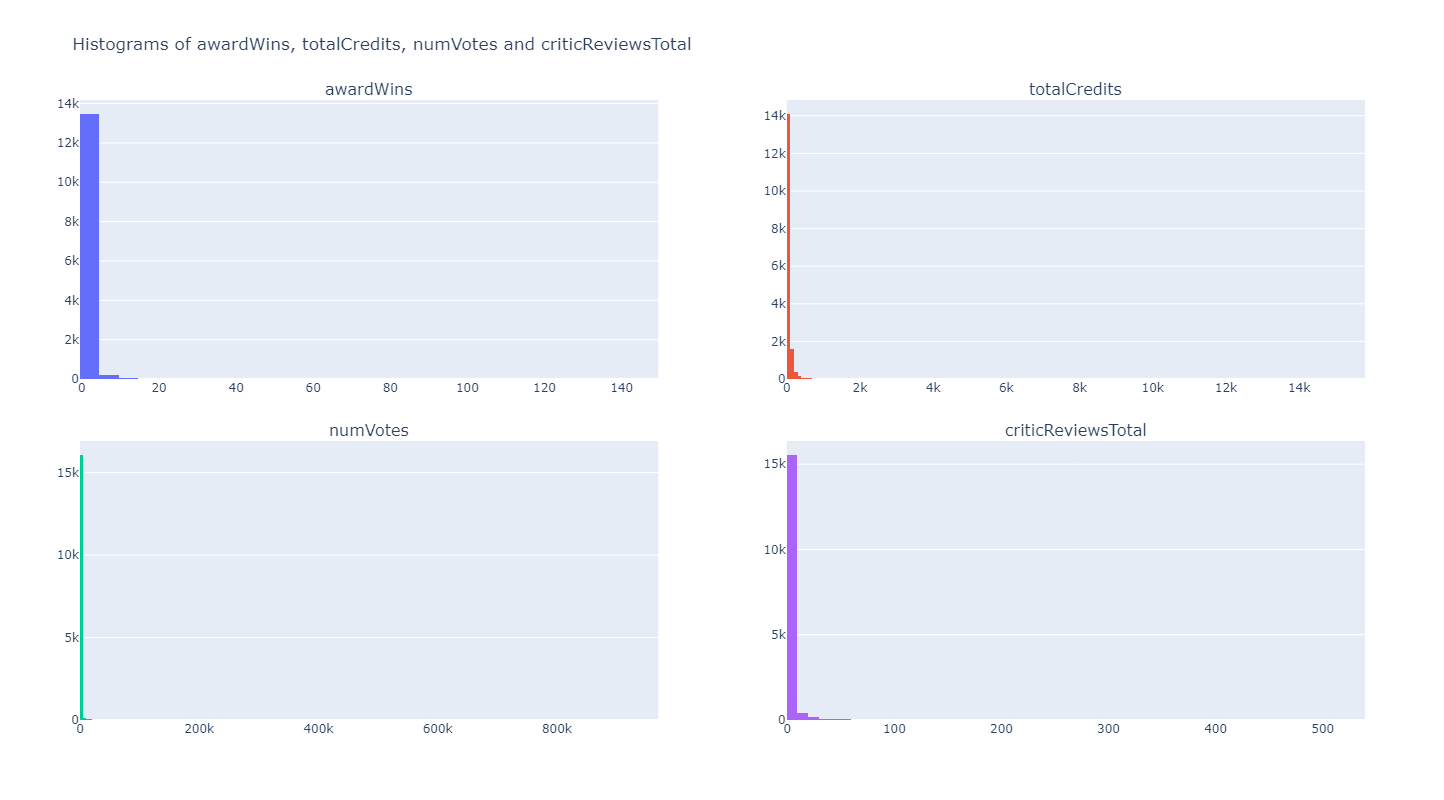 Histograms of awardWins, totalCredits, numVotes and criticReviewsTotal
awardWins
14k
12k
10k
8k
6k
4k
2k
0
0 20 40 60 80 100 120 140
totalCredits
14k
12k
10k
8k
6k
4k
2k
0
0 2k 4k 6k 8k 10k 12k 14k
numVotes
15k
10k
5k
0
0 200k 400k 600k 800k
criticReviewsTotal
15k
10k
5k
0
0 100 200 300 400 500